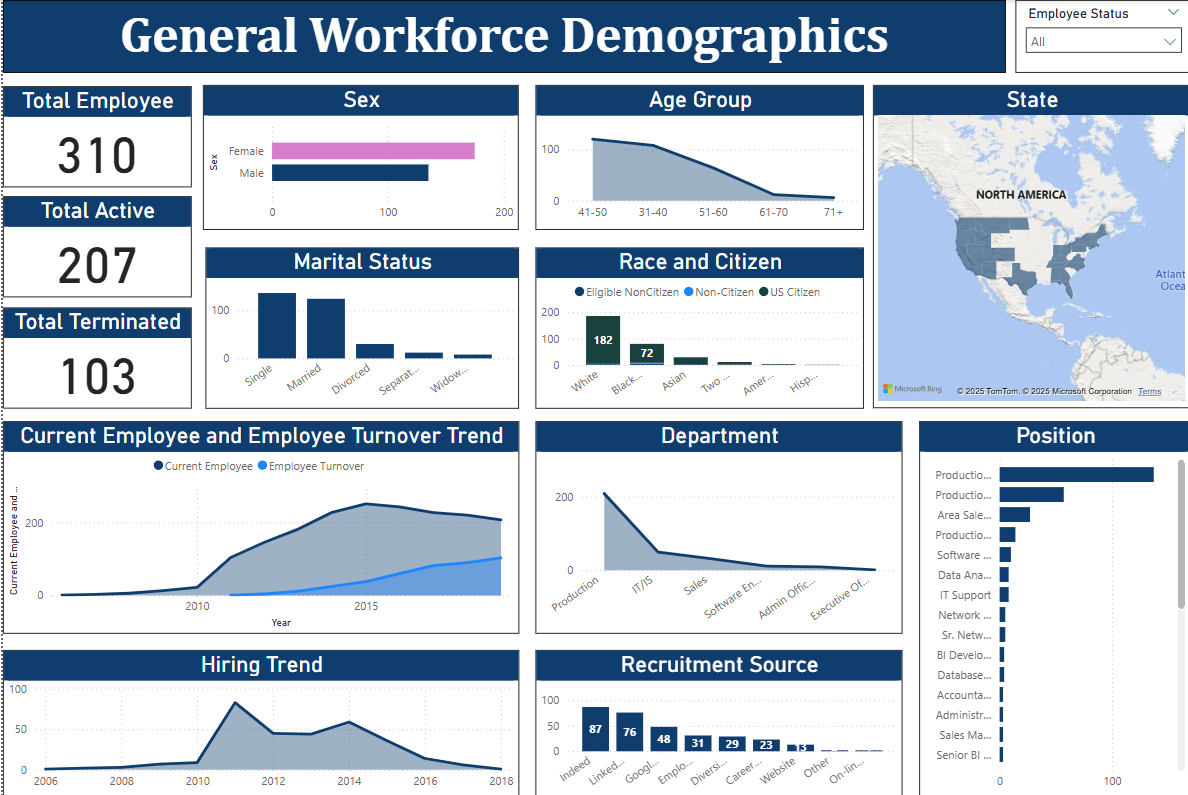 General Workforce Demographics
Employee Status
All
Total Employee
310
Total Active
207
Total Terminated
103
Sex
Sex
Female
Male
0 100 200
Age Group
100
0
41-50 31-40 51-60 61-70 71+
State
NORTH AMERICA
Atlant
Ocea
Microsoft Bing
© 2025 TomTom, © 2025 Microsoft Corporation Terms
Marital Status
100
0
Single Married Divorced Separat... Widow...
Race and Citizen
Eligible NonCitizen Non-Citizen US Citizen
200
100
0
182 72
White Black... Asian Two ... Amer... Hisp...
Current Employee and Employee Turnover Trend
Current Employee Employee Turnover
Current Employee and ...
200
0
2010 2015
Year
Department
200
0
Production IT/IS Sales Software En... Admin Offic... Executive Of...
Position
Productio...
Productio...
Area Sale...
Productio...
Software ...
Data Ana...
IT Support
Network ...
Sr. Netw...
BI Develo...
Database...
Accounta...
Administr...
Sales Ma...
Senior BI ...
0 100
Hiring Trend
100
50
0
2006 2008 2010 2012 2014 2016 2018
Recruitment Source
100
50
0
87 76 48 31 29 23 13
Indeed Linked... Googl... Emplo... Diversi... Career... Website Other On-lin...